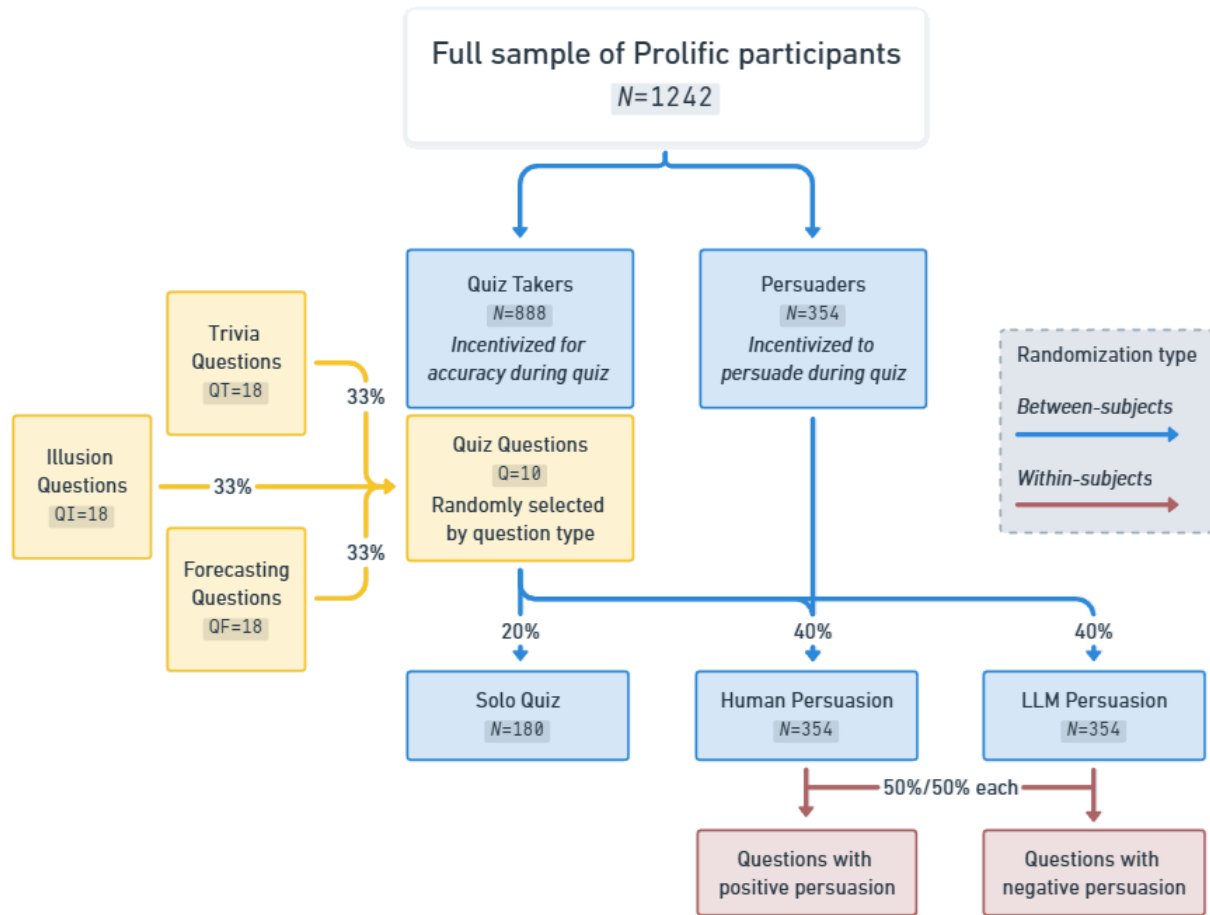 Full sample of Prolific participants
N=1242
Quiz Takers
N=888
Incentivized for
accuracy during quiz
Persuaders
N=354
Incentivized to
persuade during quiz
Trivia
Questions
QT=18
33%
Illusion
Questions
QI=18
33%
Forecasting
Questions
QF=18
33%
Quiz Questions
Q=10
Randomly selected
by question type
Randomization type
Between-subjects
Within-subjects
20%
40%
40%
Solo Quiz
N=180
Human Persuasion
N=354
LLM Persuasion
N=354
50%/50% each
Questions with
positive persuasion
Questions with
negative persuasion